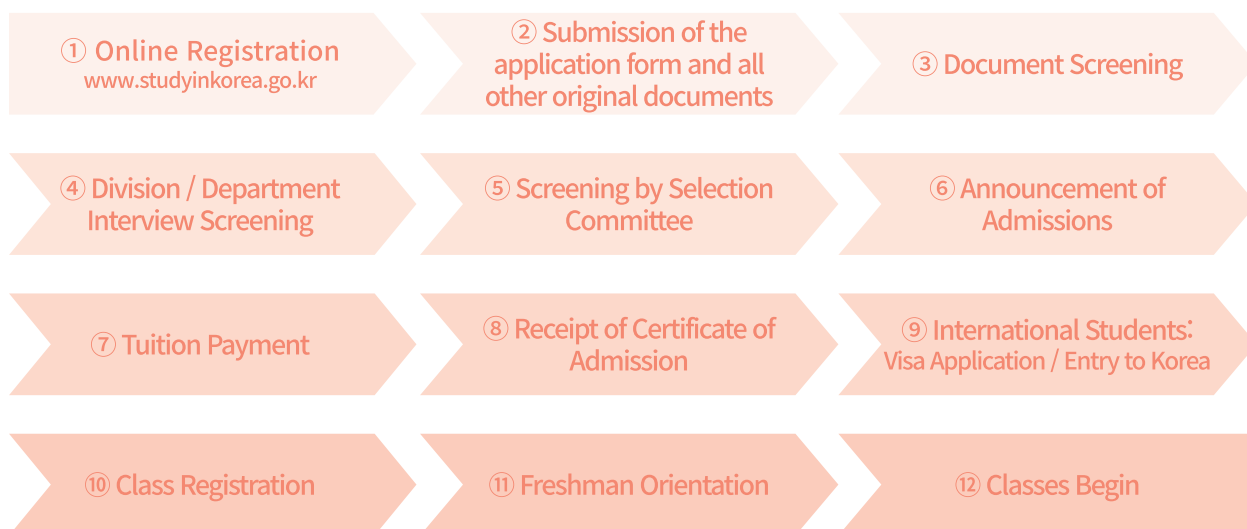 ① Online Registration
www.studyinkorea.go.kr
② Submission of the
application form and all
other original documents
③ Document Screening
④ Division / Department
Interview Screening
⑤ Screening by Selection
Committee
⑥ Announcement of
Admissions
⑦ Tuition Payment
⑧ Receipt of Certificate of
Admission
⑨ International Students:
Visa Application / Entry to Korea
⑩ Class Registration
⑪ Freshman Orientation
⑫ Classes Begin